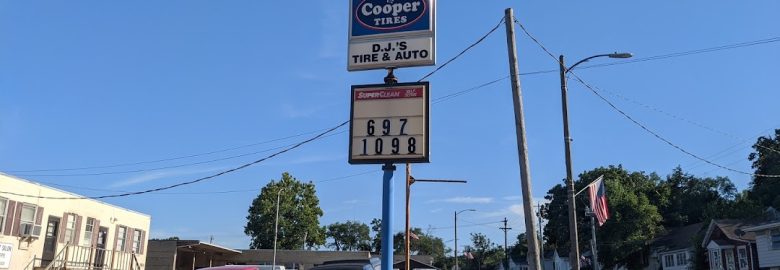 Cooper
TIRES
D.J.'S
TIRE & AUTO
SUPERCLEAN
697
1098